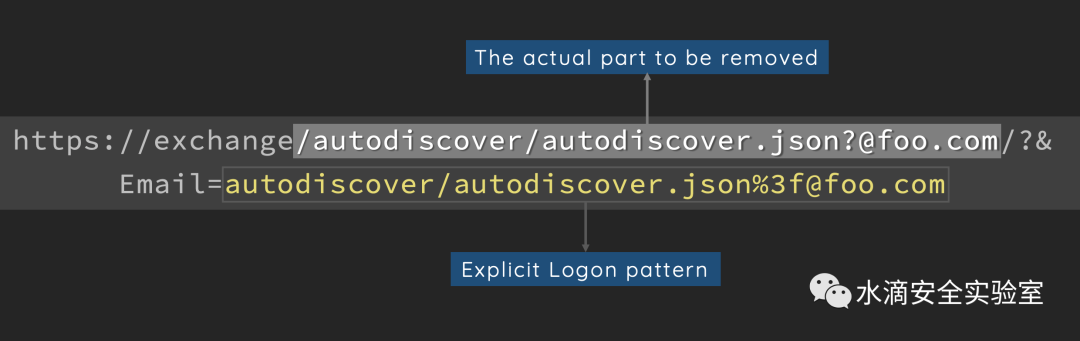 The actual part to be removed
https://exchange/autodiscover/autodiscover.json?@foo.com/?&
Email=autodiscover/autodiscover.json%3f@foo.com
Explicit Logon pattern
水滴安全实验室